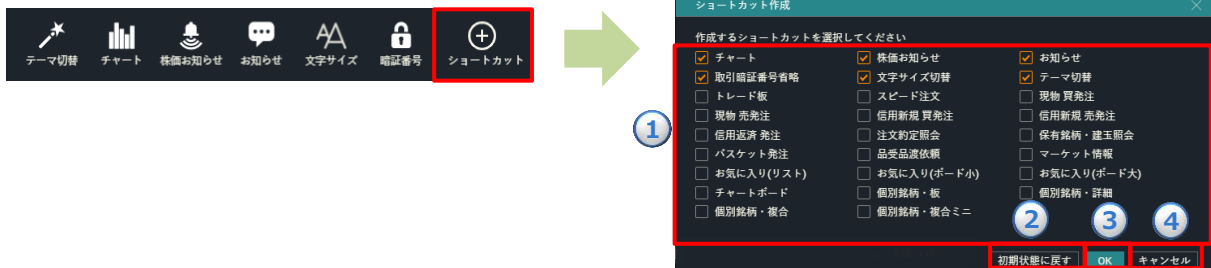 テーマ切替 チャート 株価お知らせ お知らせ 文字サイズ 暗証番号 ショートカット
ショートカット作成
作成するショートカットを選択してください
チャート 株価お知らせ お知らせ
取引暗証番号省略 文字サイズ切替 テーマ切替
トレード板 スピード注文 現物 買発注
現物 売発注 信用新規 買発注 信用新規 売発注
信用返済 発注 注文約定照会 保有銘柄・建玉照会
バスケット発注 品受品渡依頼 マーケット情報
お気に入り(リスト) お気に入り(ボード小) お気に入り(ボード大)
チャートボード 個別銘柄・板 個別銘柄・詳細
個別銘柄・複合 個別銘柄・複合ミニ
1
2 3 4
初期状態に戻す OK キャンセル